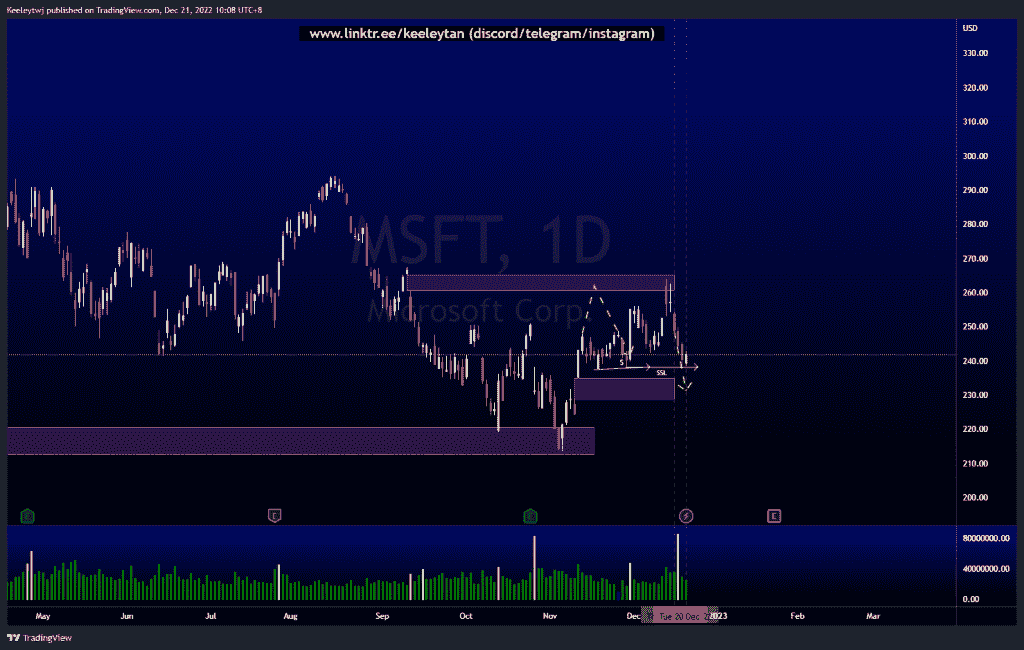 Keeleytwj published on TradingView.com, Dec 21, 2022 10:08 UTC+8
www.linktr.ee/keeleytan (discord/telegram/instagram)
USD
330.00
320.00
310.00
300.00
290.00
280.00
270.00
260.00
250.00
240.00
230.00
220.00
210.00
200.00
MSFT, 1D
Microsoft Corp
S
SSL
E
E
80000000.00
40000000.00
0.00
May Jun Jul Aug Sep Oct Nov Dec Tue 20 Dec 2023 Feb Mar
TradingView